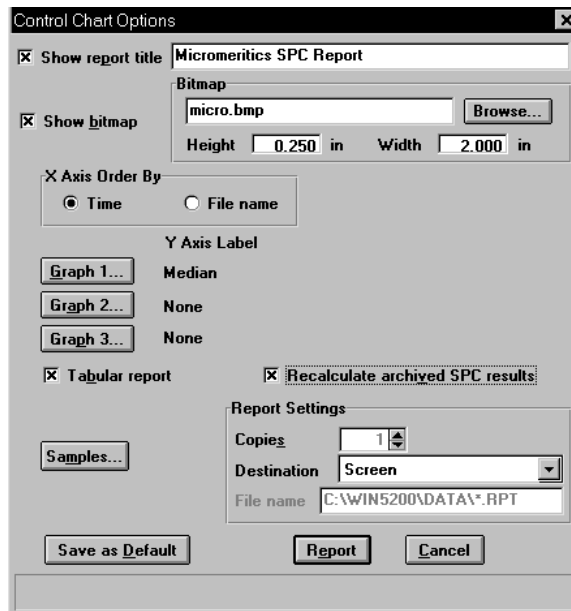 Control Chart Options
Show report title Micromeritics SPC Report
Bitmap
Show bitmap micro.bmp Browse...
Height 0.250 in Width 2.000 in
X Axis Order By
Time File name
Y Axis Label
Graph 1... Median
Graph 2... None
Graph 3... None
Tabular report Recalculate archived SPC results
Report Settings
Copies 1
Samples... Destination Screen
File name C:\WIN5200\DATA\*.RPT
Save as Default Report Cancel